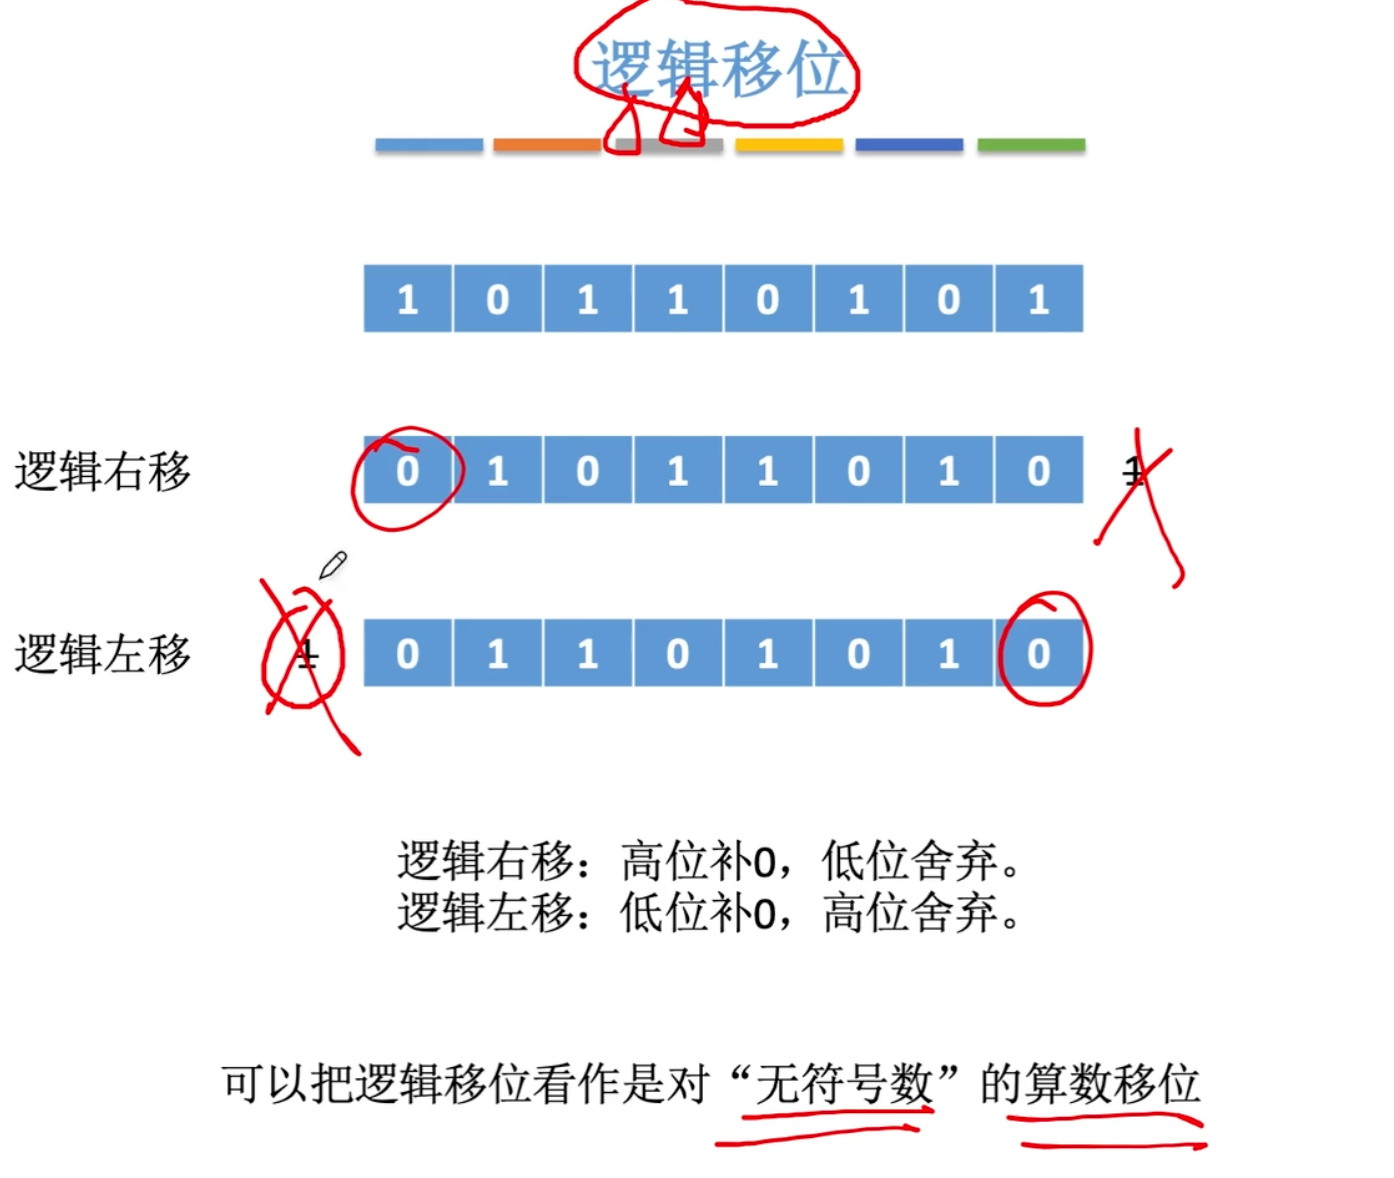 逻辑移位
1 0 1 1 0 1 0 1
逻辑右移 0 1 0 1 1 0 1 0 1
逻辑左移 1 0 1 1 0 1 0 1 0
逻辑右移：高位补0，低位舍弃。
逻辑左移：低位补0，高位舍弃。
可以把逻辑移位看作是对“无符号数”的算数移位